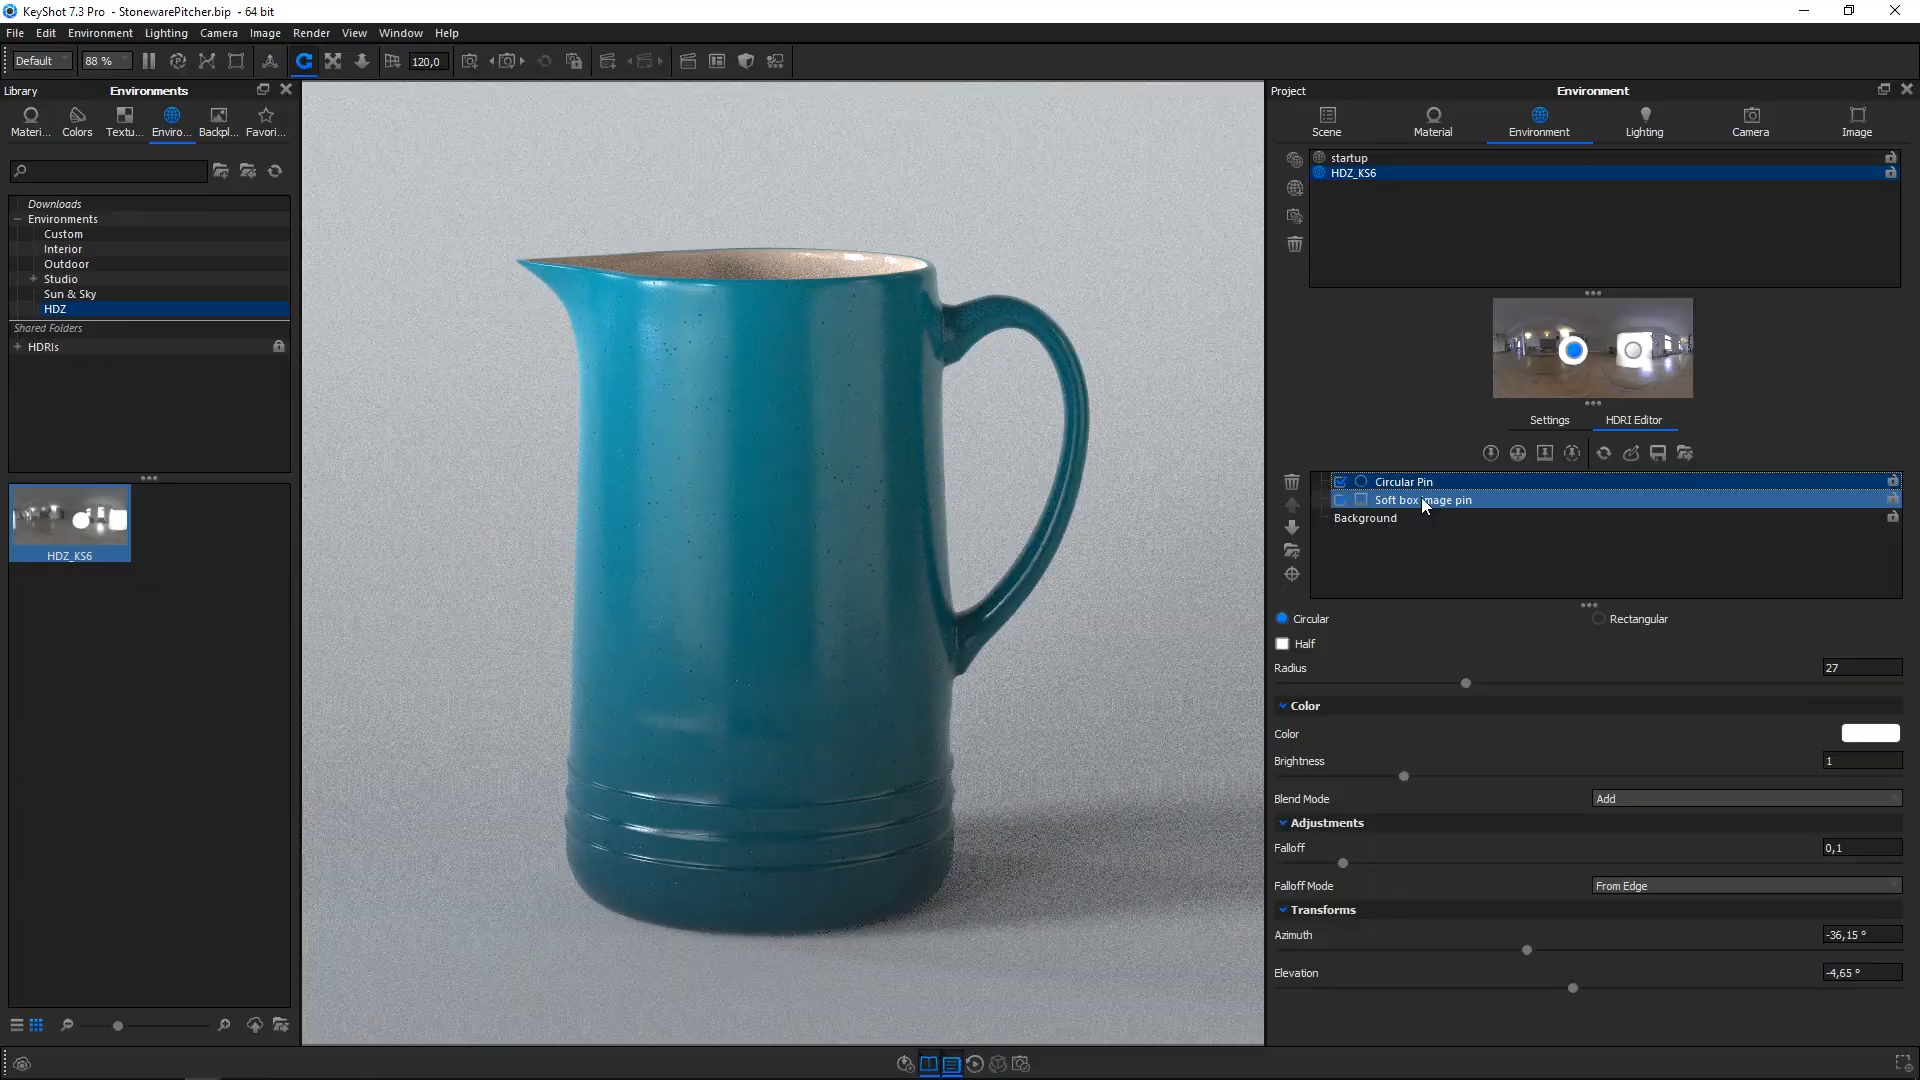 KeyShot 7.3 Pro - StonewarePitcher.bip - 64 bit
File Edit Environment Lighting Camera Image Render View Window Help
Default 88 % 120,0
Library Environments
Materi... Colors Textu... Enviro... Backpl... Favori...
Downloads
Environments
Custom
Interior
Outdoor
Studio
Sun & Sky
HDZ
Shared Folders
HDRIs
HDZ_KS6
Project Environment
Scene Material Environment Lighting Camera Image
startup
HDZ_KS6
Settings HDRI Editor
Circular Pin
Soft box image pin
Background
Circular Rectangular
Half
Radius 27
Color
Color
Brightness 1
Blend Mode Add
Adjustments
Falloff 0,1
Falloff Mode From Edge
Transforms
Azimuth -36,15 °
Elevation -4,65 °